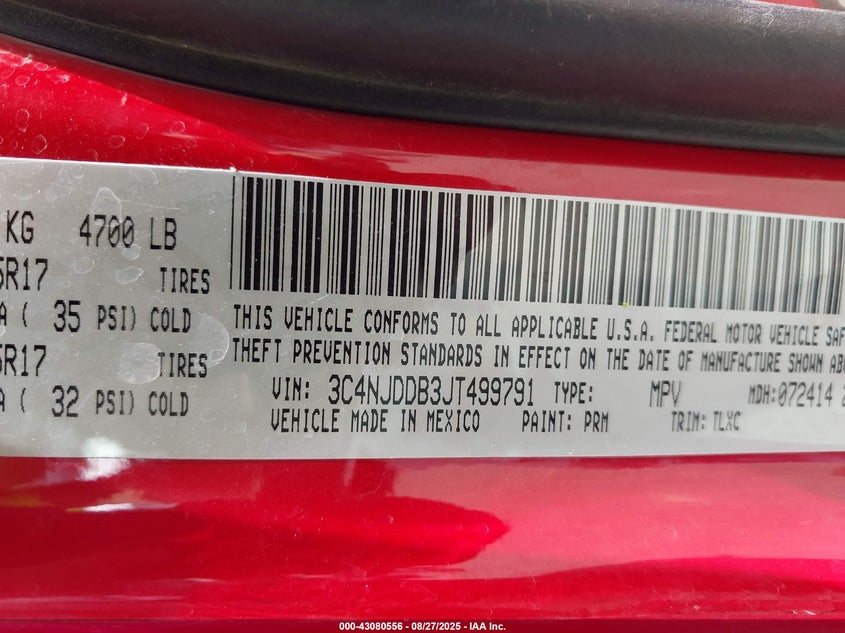 KG 4700 LB
5R17 TIRES
A ( 35 PSI) COLD
5R17 TIRES
A ( 32 PSI) COLD
THIS VEHICLE CONFORMS TO ALL APPLICABLE U.S.A. FEDERAL MOTOR VEHICLE SAF
THEFT PREVENTION STANDARDS IN EFFECT ON THE DATE OF MANUFACTURE SHOWN ABO
VIN: 3C4NJDDB3JT499791 TYPE: MPV MDH:072414 2
VEHICLE MADE IN MEXICO PAINT: PRM TRIM: TLXC
000-43080556 - 08/27/2025 - IAA Inc.